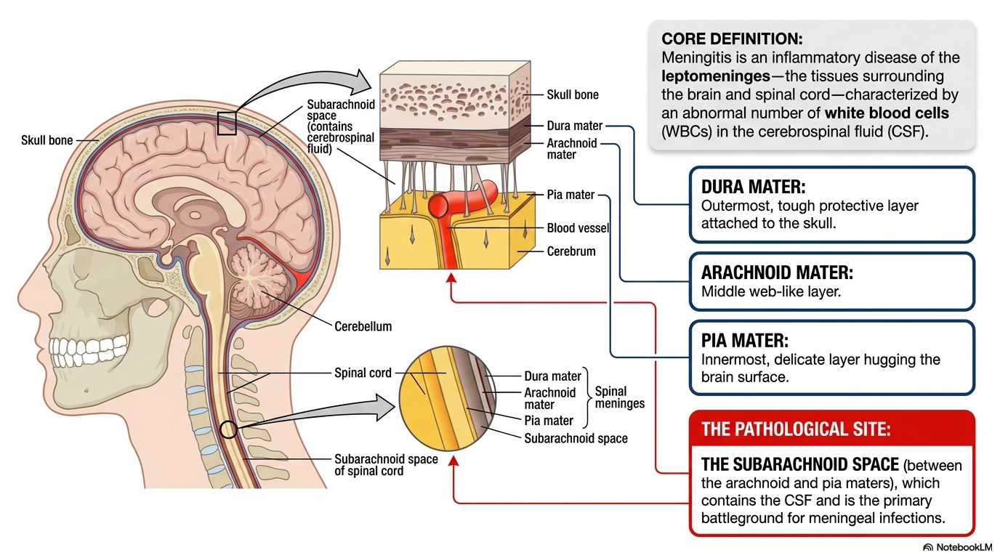 Skull bone
Subarachnoid
space
(contains
cerebrospinal
fluid)
Skull bone
Dura mater
Arachnoid
mater
Pia mater
Blood vessel
Cerebrum
Cerebellum
Spinal cord
Dura mater
Arachnoid
mater
Pia mater
Spinal
meninges
Subarachnoid space
Subarachnoid space
of spinal cord
CORE DEFINITION:
Meningitis is an inflammatory disease of the
leptomeninges—the tissues surrounding
the brain and spinal cord—characterized by
an abnormal number of white blood cells
(WBCs) in the cerebrospinal fluid (CSF).
DURA MATER:
Outermost, tough protective layer
attached to the skull.
ARACHNOID MATER:
Middle web-like layer.
PIA MATER:
Innermost, delicate layer hugging the
brain surface.
THE PATHOLOGICAL SITE:
THE SUBARACHNOID SPACE (between
the arachnoid and pia maters), which
contains the CSF and is the primary
battleground for meningeal infections.
NotebookLM